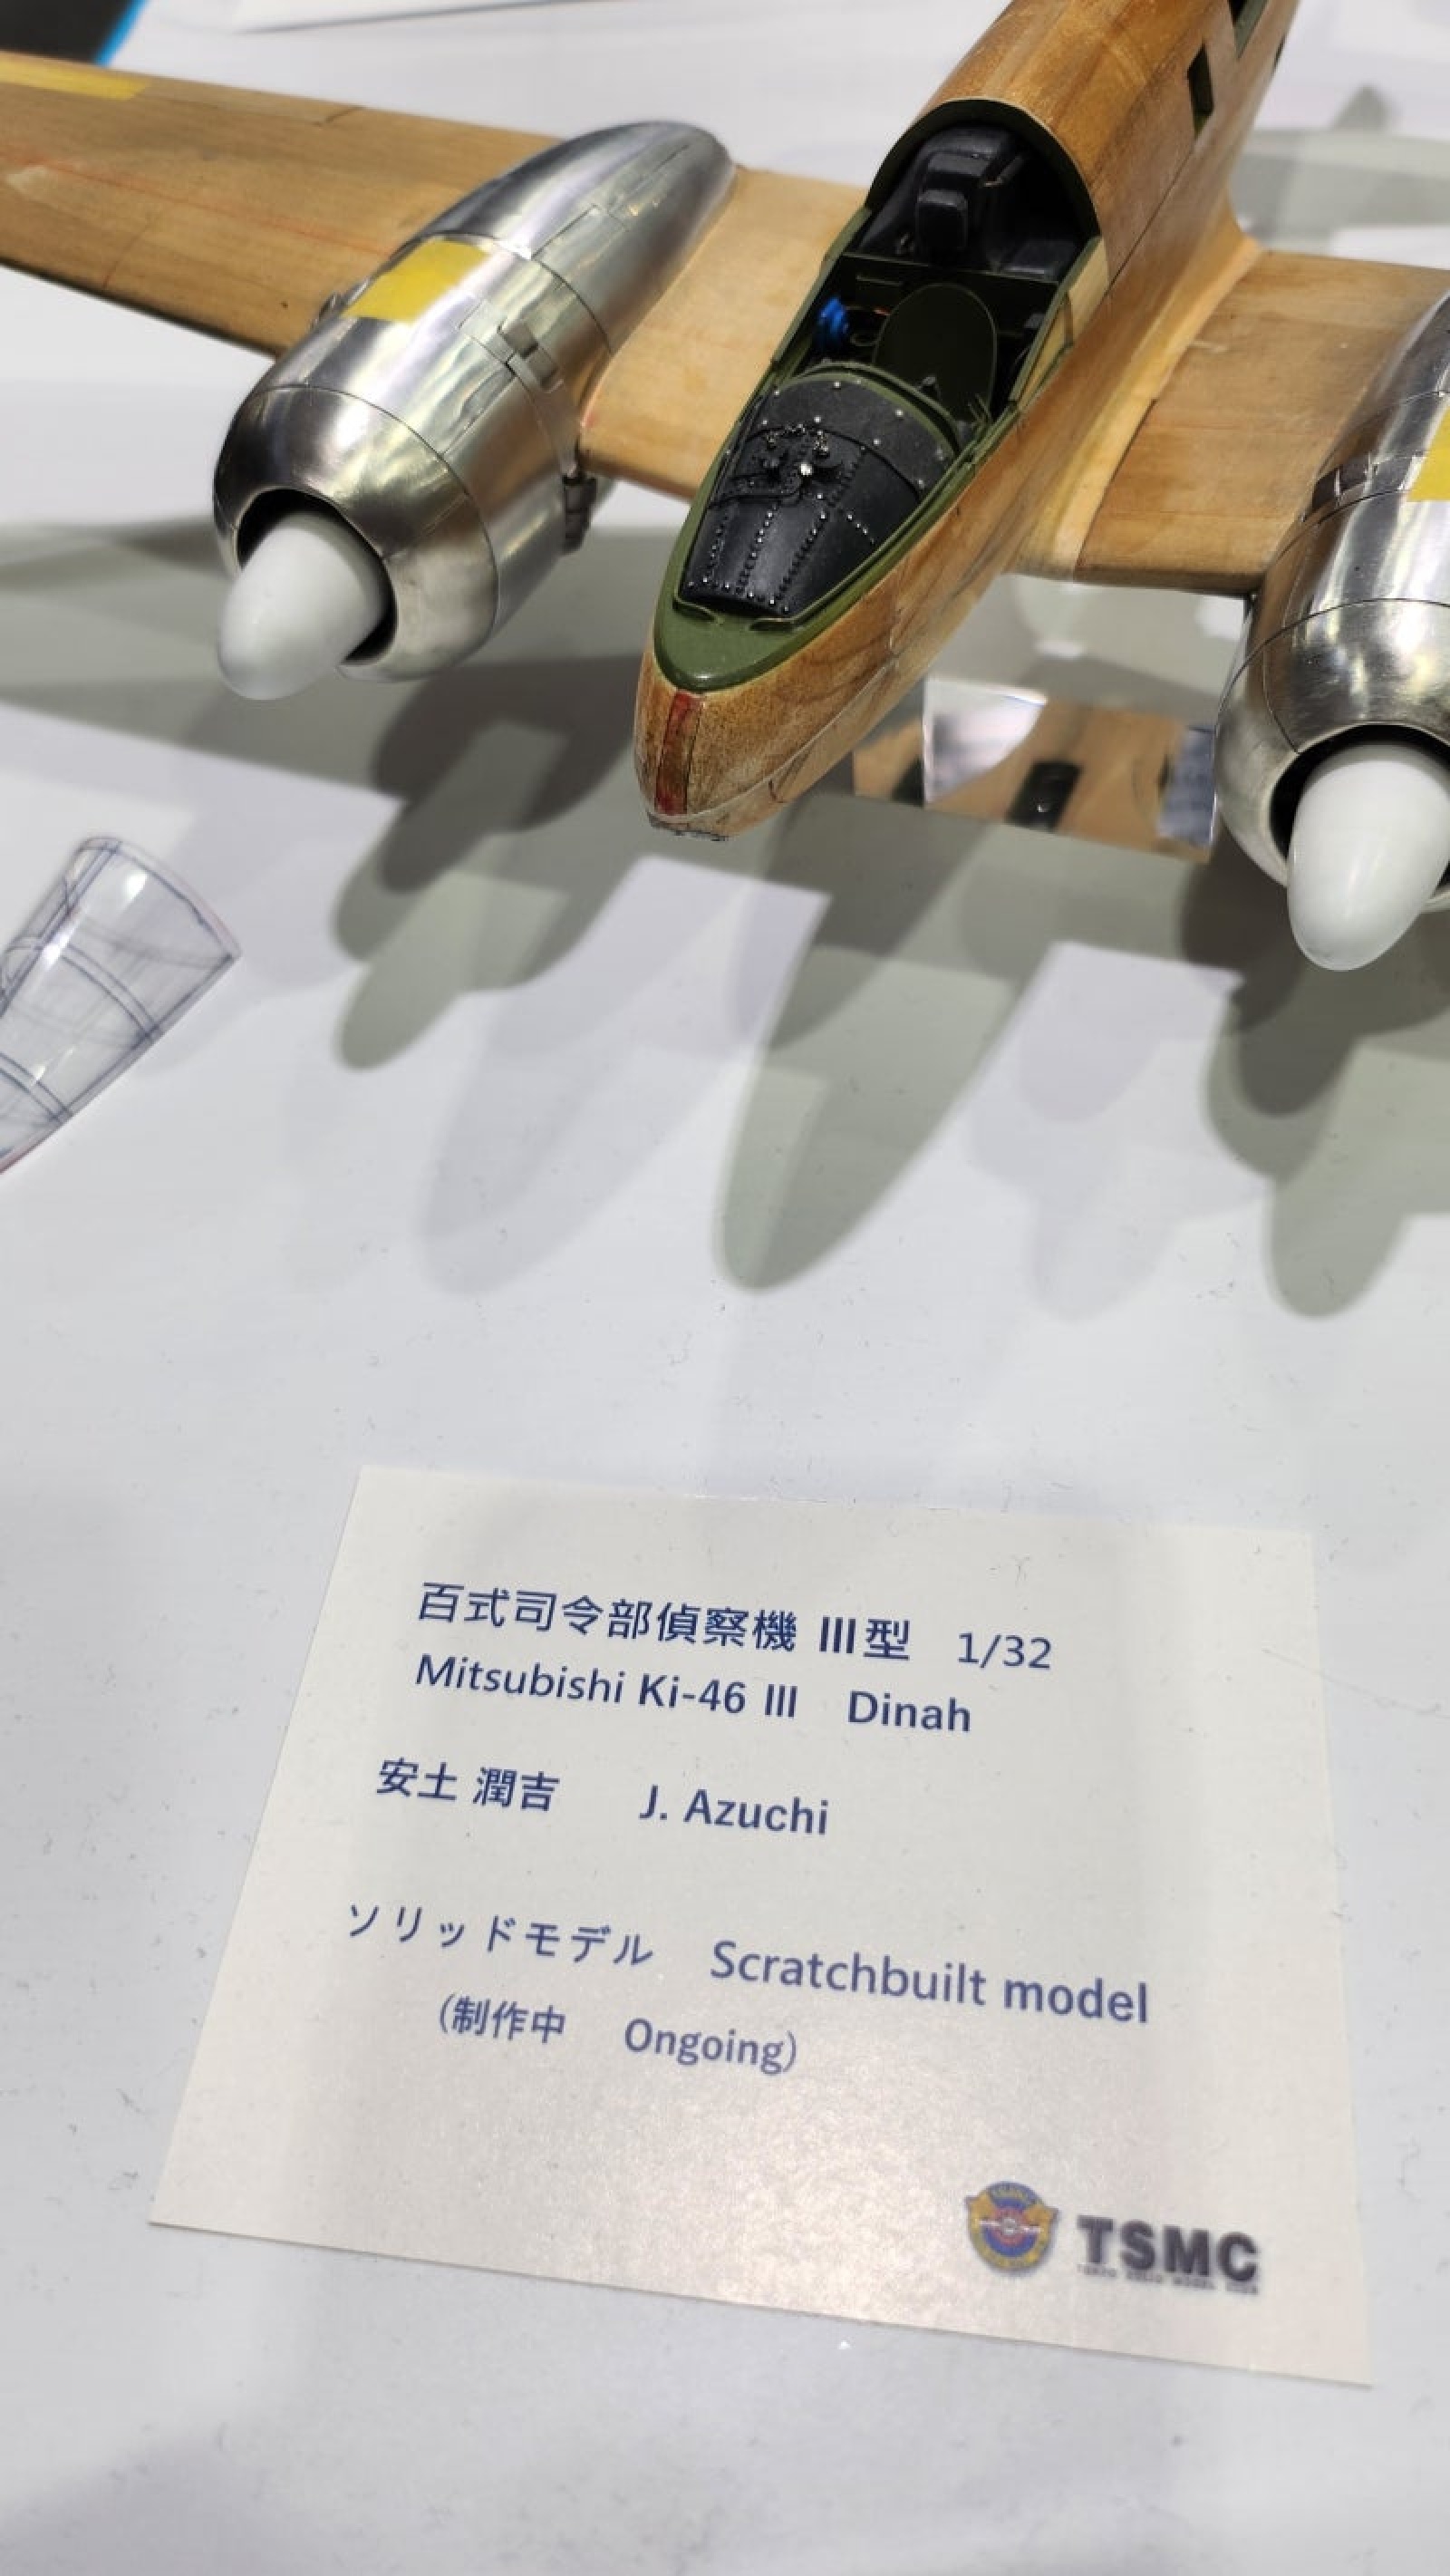 百式司令部偵察機 III型 1/32
Mitsubishi Ki-46 III Dinah
安土 潤吉 J. Azuchi
ソリッドモデル Scratchbuilt model
(制作中 Ongoing)
TSMC